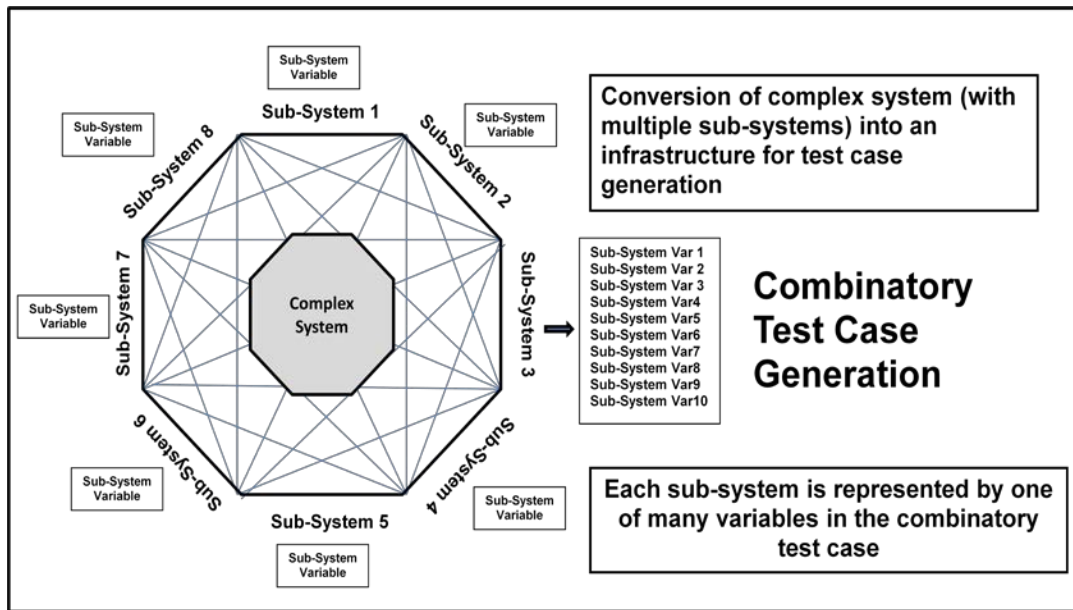 Sub-System
Variable
Sub-System 1
Sub-System
Variable
Sub-System 2
Sub-System
Variable
Sub-System 8
Conversion of complex system (with
multiple sub-systems) into an
infrastructure for test case
generation
Sub-System 7
Sub-System
Variable
Complex
System
Sub-System 3
Sub-System Var 1
Sub-System Var 2
Sub-System Var 3
Sub-System Var4
Sub-System Var5
Sub-System Var6
Sub-System Var7
Sub-System Var8
Sub-System Var9
Sub-System Var10
Combinatory
Test Case
Generation
Sub-System 6
Sub-System
Variable
Sub-System 5
Sub-System
Variable
Sub-System 4
Sub-System
Variable
Each sub-system is represented by one
of many variables in the combinatory
test case